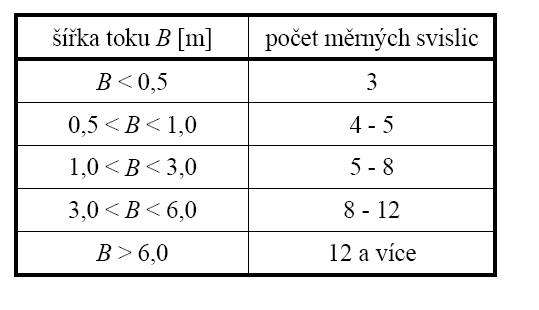 šířka toku B [m] počet měrných svislic
B < 0,5 3
0,5 < B < 1,0 4 - 5
1,0 < B < 3,0 5 - 8
3,0 < B < 6,0 8 - 12
B > 6,0 12 a více